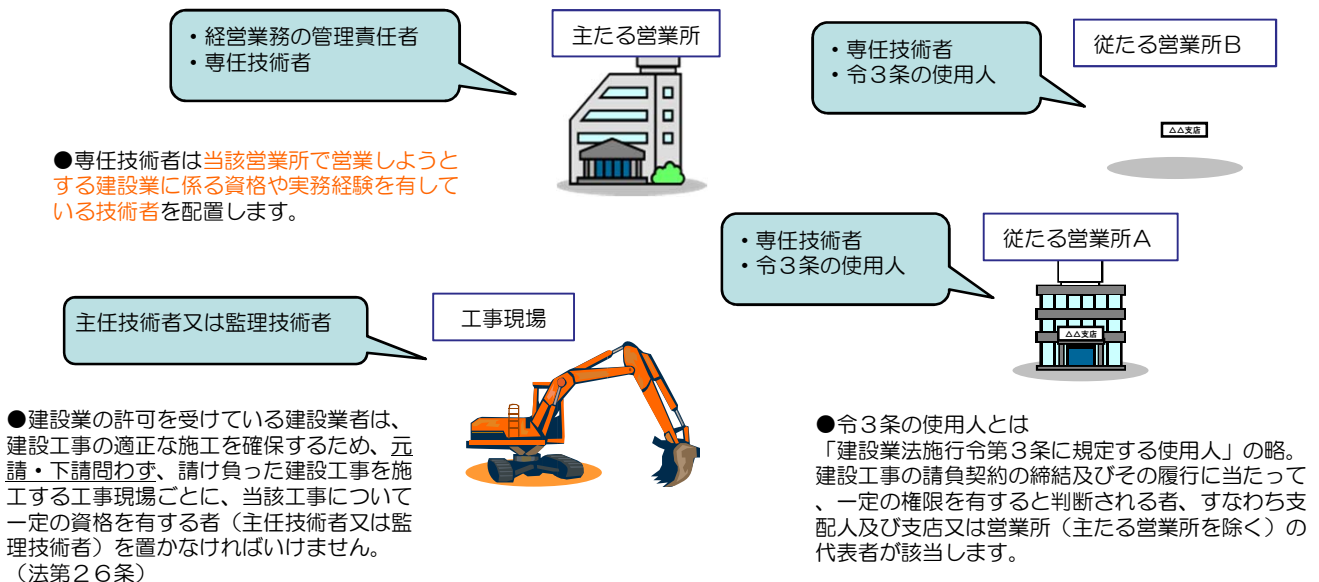 ・経営業務の管理責任者
・専任技術者
主たる営業所
・専任技術者
・令３条の使用人
従たる営業所Ｂ
△△支店
●専任技術者は当該営業所で営業しようと
する建設業に係る資格や実務経験を有して
いる技術者を配置します。
・専任技術者
・令３条の使用人
従たる営業所Ａ
△△支店
主任技術者又は監理技術者
工事現場
●建設業の許可を受けている建設業者は、
建設工事の適正な施工を確保するため、元
請・下請問わず、請け負った建設工事を施
工する工事現場ごとに、当該工事について
一定の資格を有する者（主任技術者又は監
理技術者）を置かなければいけません。
（法第２６条）
●令３条の使用人とは
「建設業法施行令第３条に規定する使用人」の略。
建設工事の請負契約の締結及びその履行に当たって
、一定の権限を有すると判断される者、すなわち支
配人及び支店又は営業所（主たる営業所を除く）の
代表者が該当します。